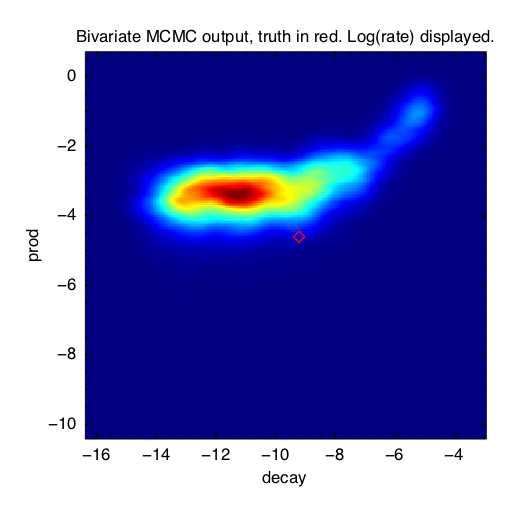 Bivariate MCMC output, truth in red. Log(rate) displayed.
0
−2
−4
−6
−8
−10
prod
−16 −14 −12 −10 −8 −6 −4
decay